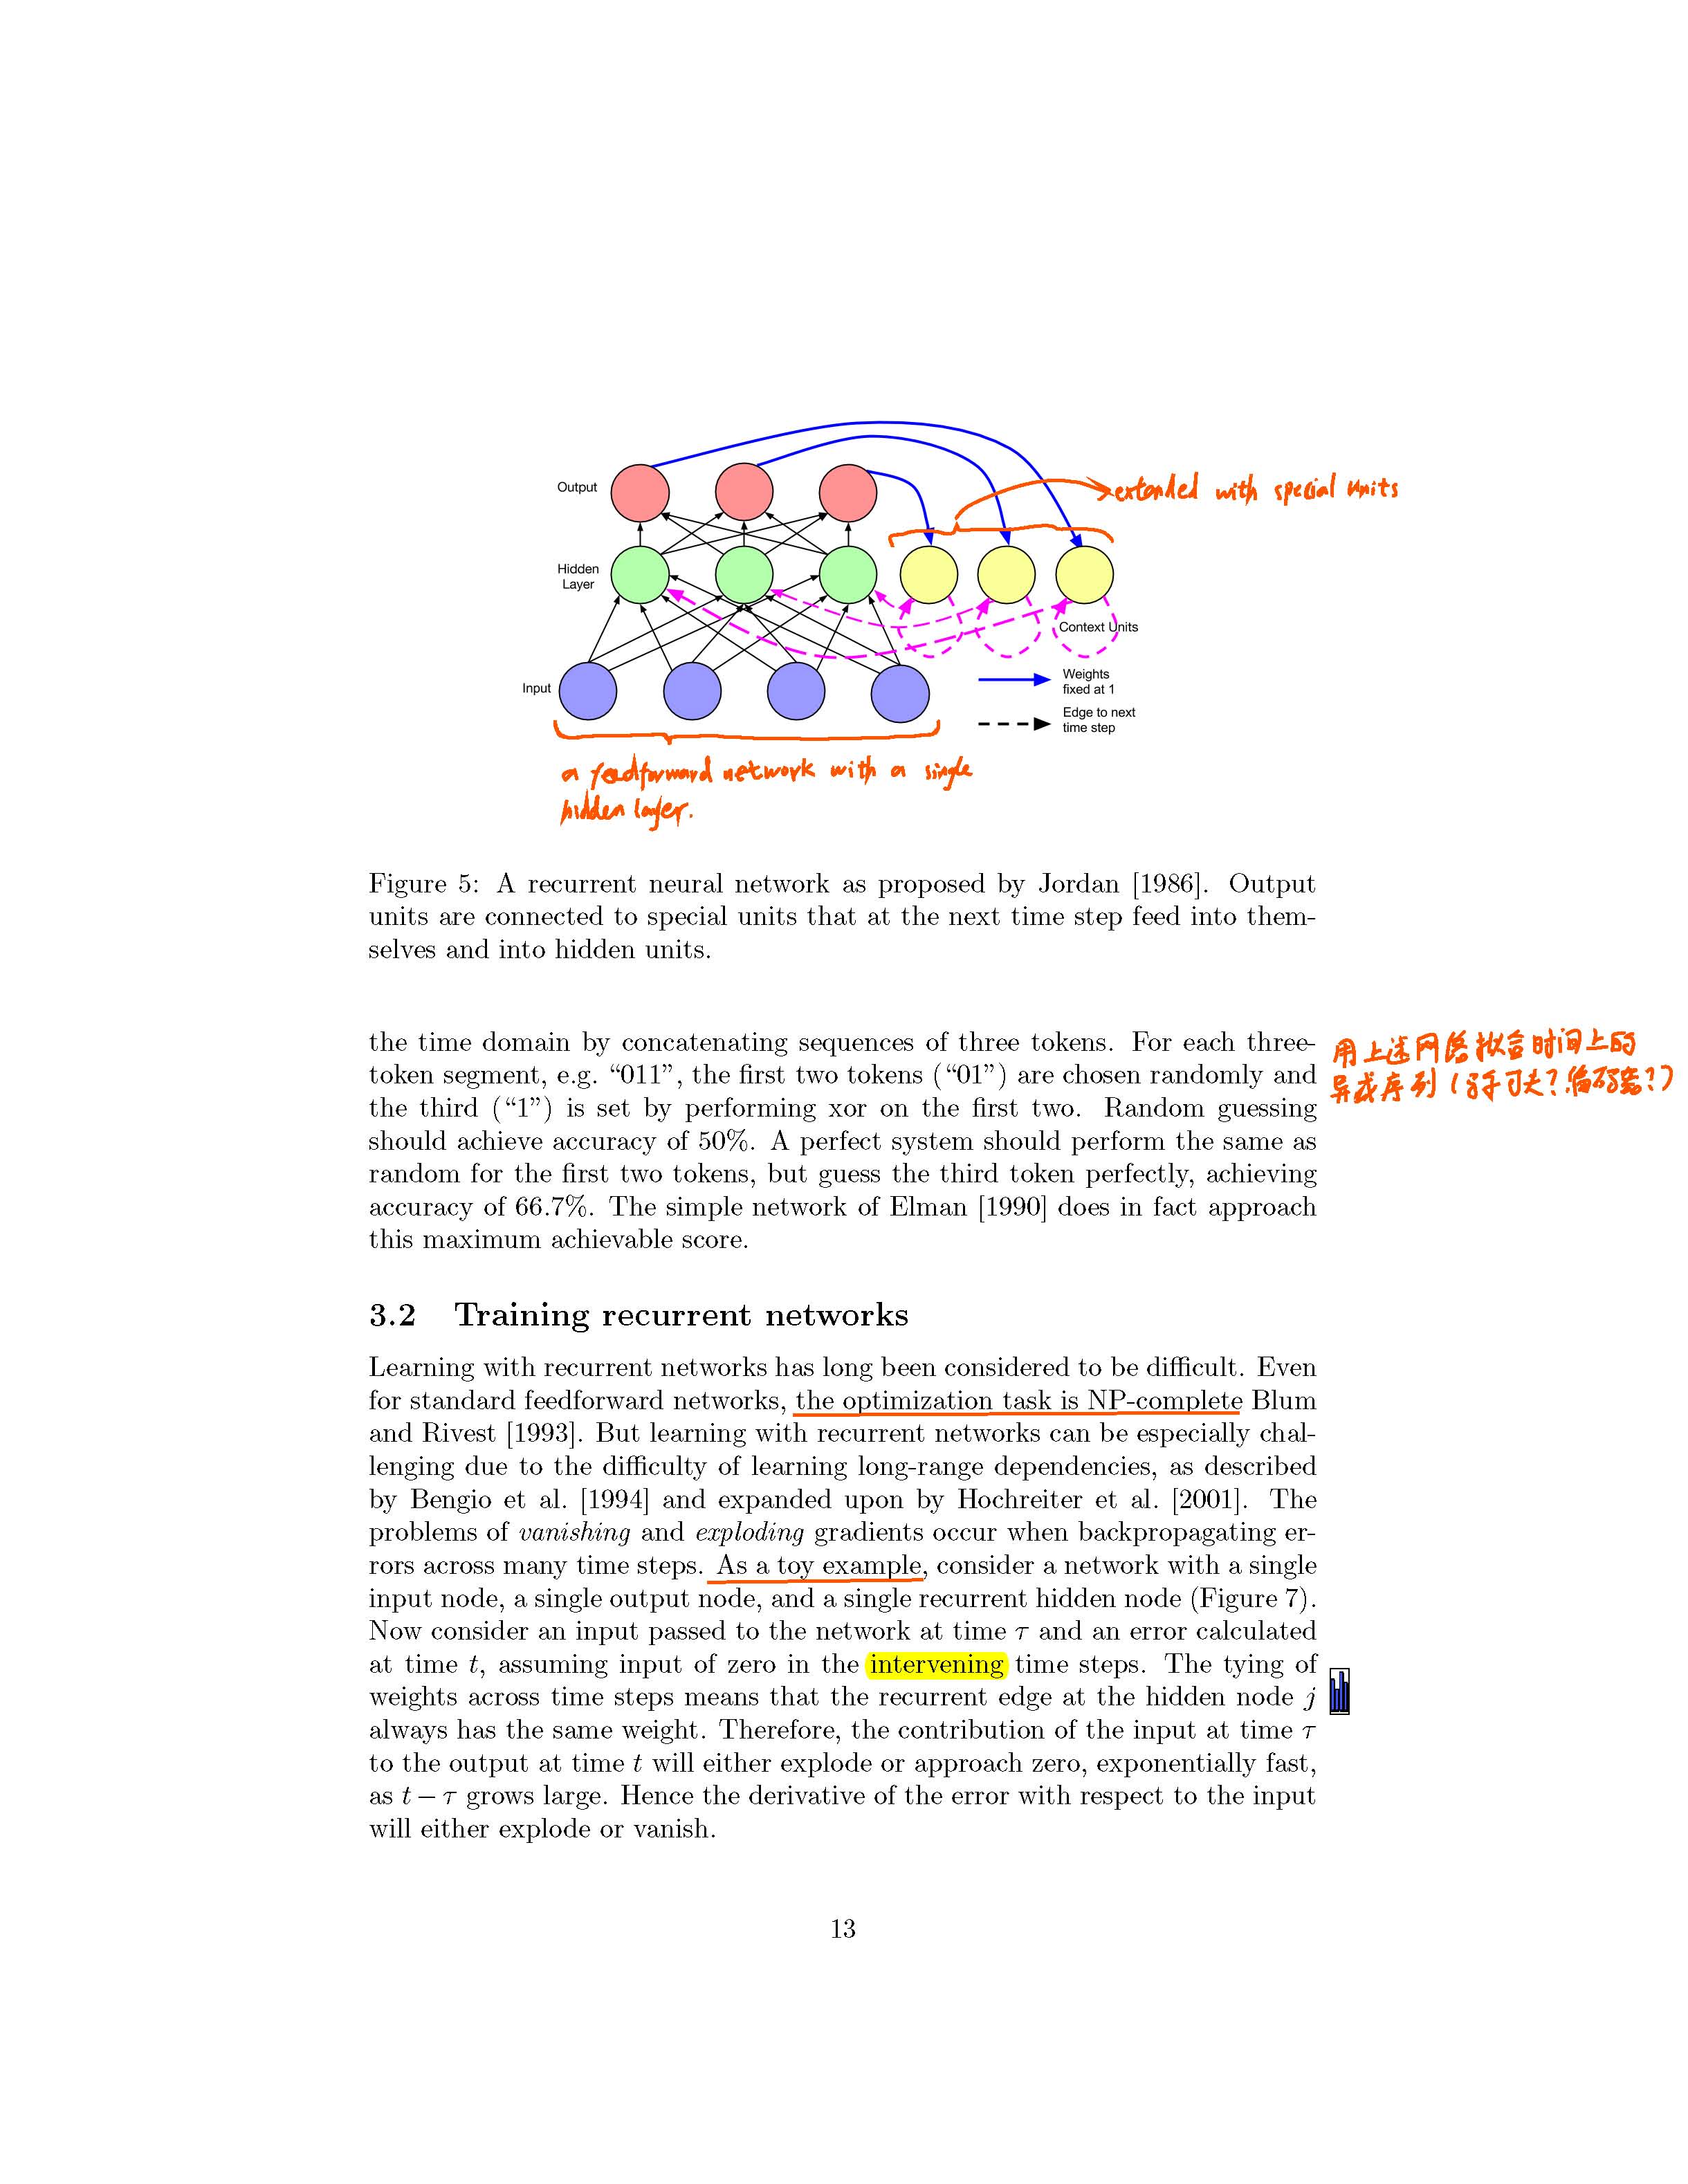 Output
extended with special units
Hidden
Layer
Context Units
Input
Weights
fixed at 1
Edge to next
time step
a feedforward network with a single
hidden layer.
Figure 5: A recurrent neural network as proposed by Jordan [1986]. Output
units are connected to special units that at the next time step feed into them-
selves and into hidden units.
the time domain by concatenating sequences of three tokens. For each three-
token segment, e.g. “011”, the first two tokens (“01”) are chosen randomly and
the third (“1”) is set by performing xor on the first two. Random guessing
should achieve accuracy of 50%. A perfect system should perform the same as
random for the first two tokens, but guess the third token perfectly, achieving
accuracy of 66.7%. The simple network of Elman [1990] does in fact approach
this maximum achievable score.
用上述网络拟合时间上的
异或序列
3.2 Training recurrent networks
Learning with recurrent networks has long been considered to be difficult. Even
for standard feedforward networks, the optimization task is NP-complete Blum
and Rivest [1993]. But learning with recurrent networks can be especially chal-
lenging due to the difficulty of learning long-range dependencies, as described
by Bengio et al. [1994] and expanded upon by Hochreiter et al. [2001]. The
problems of vanishing and exploding gradients occur when backpropagating er-
rors across many time steps. As a toy example, consider a network with a single
input node, a single output node, and a single recurrent hidden node (Figure 7).
Now consider an input passed to the network at time τ and an error calculated
at time t, assuming input of zero in the intervening time steps. The tying of
weights across time steps means that the recurrent edge at the hidden node j
always has the same weight. Therefore, the contribution of the input at time τ
to the output at time t will either explode or approach zero, exponentially fast,
as t − τ grows large. Hence the derivative of the error with respect to the input
will either explode or vanish.
13